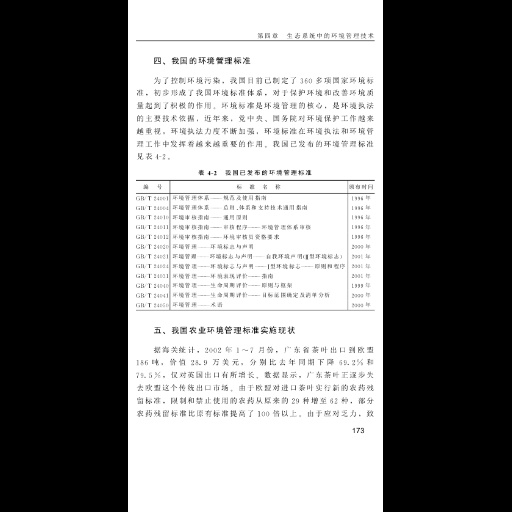 第四章 生态系统中的环境管理技术
四、我国的环境管理标准
为了控制环境污染，我国目前已制定了 360 多项国家环境标
准，初步形成了我国环境标准体系，对于保护环境和改善环境质
量起到了积极的作用。环境标准是环境管理的核心，是环境执法
的主要技术依据，近年来，党中央、国务院对环境保护工作越来
越重视，环境执法力度不断加强，环境标准在环境执法和环境管
理工作中发挥着越来越重要的作用。我国已发布的环境管理标准
见表 4-2。
表 4-2 我国已发布的环境管理标准
编 号 标 准 名 称 颁布时间
GB/T 24001 环境管理体系——规范及使用指南 1996 年
GB/T 24004 环境管理体系——原则、体系和支持技术通用指南 1996 年
GB/T 24010 环境审核指南——通用原则 1996 年
GB/T 24011 环境审核指南——审核程序——环境管理体系审核 1996 年
GB/T 24012 环境审核指南——环境审核员资格要求 1996 年
GB/T 24020 环境管理——环境标志与声明 2000 年
GB/T 24021 环境管理——环境标志与声明——自我环境声明(Ⅱ型环境标志) 2001 年
GB/T 24024 环境管理——环境标志与声明——Ⅰ型环境标志——原则和程序 2001 年
GB/T 24031 环境管理——环境表现评价——指南 2001 年
GB/T 24040 环境管理——生命周期评价——原则与框架 1999 年
GB/T 24041 环境管理——生命周期评价——目标范围确定及清单分析 2000 年
GB/T 24050 环境管理——术语 2000 年
五、我国农业环境管理标准实施现状
据海关统计，2002 年 1～7 月份，广东省茶叶出口到欧盟
186 吨，价值 28.9 万美元，分别比去年同期下降 69.2%和
79.5%，仅对英国出口有所增长。数据显示，广东茶叶正逐步失
去欧盟这个传统出口市场。由于欧盟对进口茶叶实行新的农药残
留标准，限制和禁止使用的农药从原来的 29 种增至 62 种，部分
农药残留标准比原有标准提高了 100 倍以上。由于应对乏力，致
173